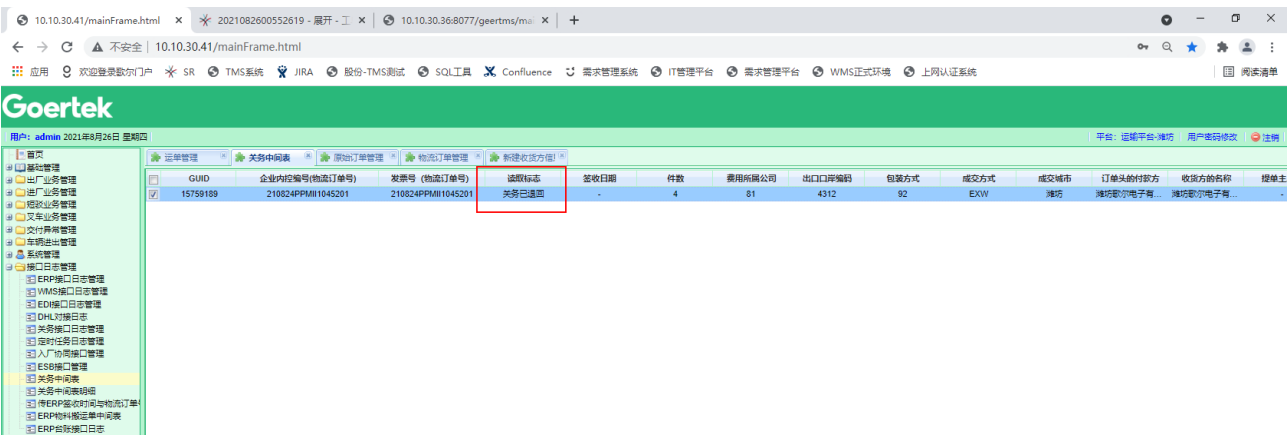 10.10.30.41/mainFrame.html × 2021082600552619 - 展开 - 工 × 10.10.30.36:8077/geertms/mai × +
不安全 | 10.10.30.41/mainFrame.html
应用 欢迎登录歌尔门户 SR TMS系统 JIRA 股份-TMS测试 SQL工具 Confluence 需求管理系统 IT管理平台 需求管理平台 WMS正式环境 上网认证系统 阅读清单
Goertek
用户: admin 2021年8月26日 星期四 平台: 运输平台-潍坊 用户密码修改 注销
首页
运单管理 关务中间表 原始订单管理 物流订单管理 新建收货方信!
基础管理
出厂业务管理
进厂业务管理
短驳业务管理
叉车业务管理
交付异常管理
车辆进出管理
系统管理
接口日志管理
ERP接口日志管理
WMS接口日志管理
EDI接口日志管理
DHL对接日志
关务接口日志管理
定时任务日志管理
入厂协同接口管理
ESB接口管理
关务中间表
关务中间表明细
传ERP签收时间与物流订单
ERP物料搬运单中间表
ERP台账接口日志
GUID 企业内控编号(物流订单号) 发票号 (物流订单号) 读取标志 签收日期 件数 费用所属公司 出口口岸编码 包装方式 成交方式 成交城市 订单头的付款方 收货方的名称 提单主
15759189 210824PPMII1045201 210824PPMII1045201 关务已退回 - 4 81 4312 92 EXW 潍坊 潍坊歌尔电子有... 潍坊歌尔电子有... -